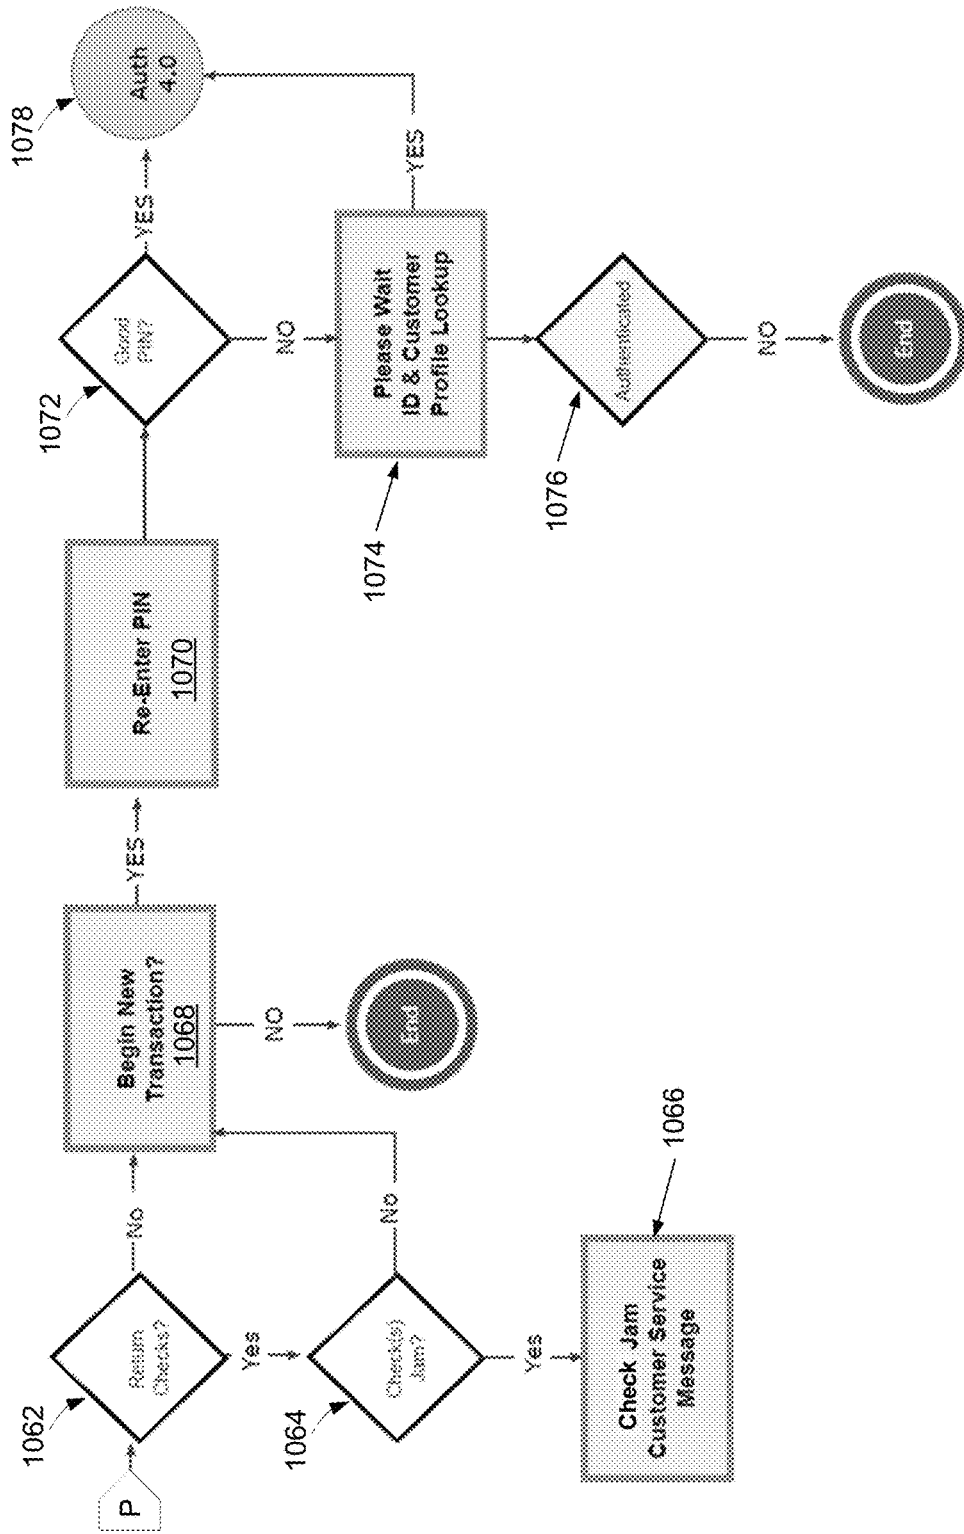 P
1062
Return
Checks?
No
Yes
1064
Check(s)
Jam?
No
Yes
Check Jam
Customer Service
Message
1066
Begin New
Transaction?
1068
NO
End
YES
Re-Enter PIN
1070
1072
Good
PIN?
YES
NO
1078
Auth
4.0
1074
Please Wait
ID & Customer
Profile Lookup
YES
1076
Authenticated
NO
End